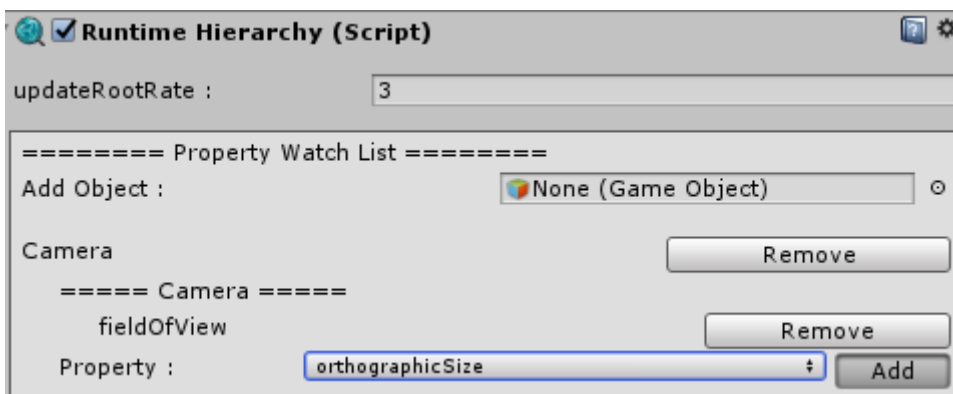 Runtime Hierarchy (Script)
updateRootRate : 3
======== Property Watch List ========
Add Object : None (Game Object)
Camera Remove
===== Camera =====
fieldOfView Remove
Property : orthographicSize Add